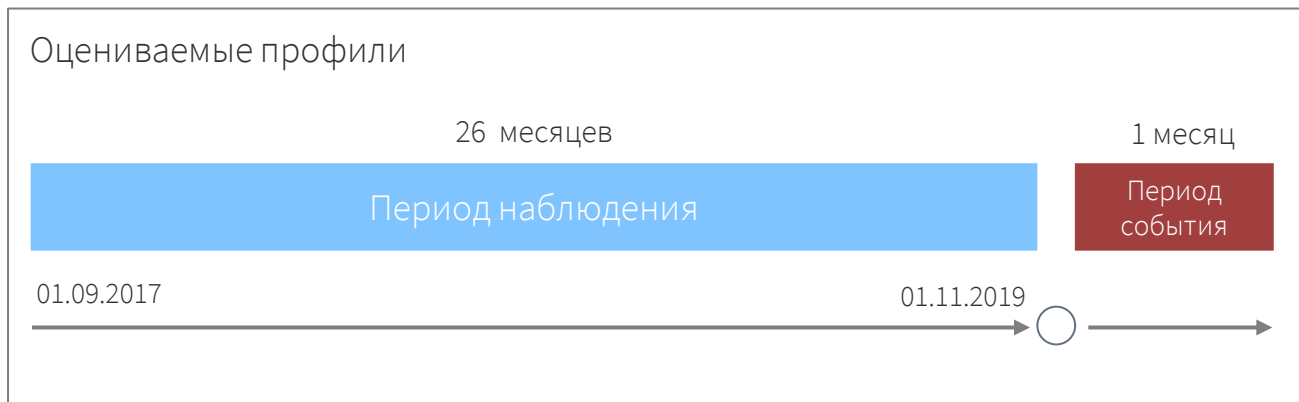 Оцениваемые профили
26 месяцев
1 месяц
Период наблюдения
Период
события
01.09.2017
01.11.2019